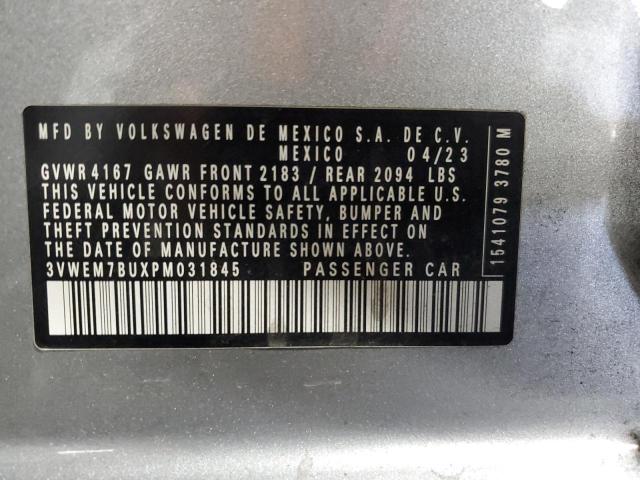 MFD BY VOLKSWAGEN DE MEXICO S.A. DE C.V.
MEXICO 04/23
GVWR 4167 GAWR FRONT 2183 / REAR 2094 LBS
THIS VEHICLE CONFORMS TO ALL APPLICABLE U.S.
FEDERAL MOTOR VEHICLE SAFETY, BUMPER AND
THEFT PREVENTION STANDARDS IN EFFECT ON
THE DATE OF MANUFACTURE SHOWN ABOVE.
3VWEM7BUXPM031845 PASSENGER CAR
1541079 3780 M